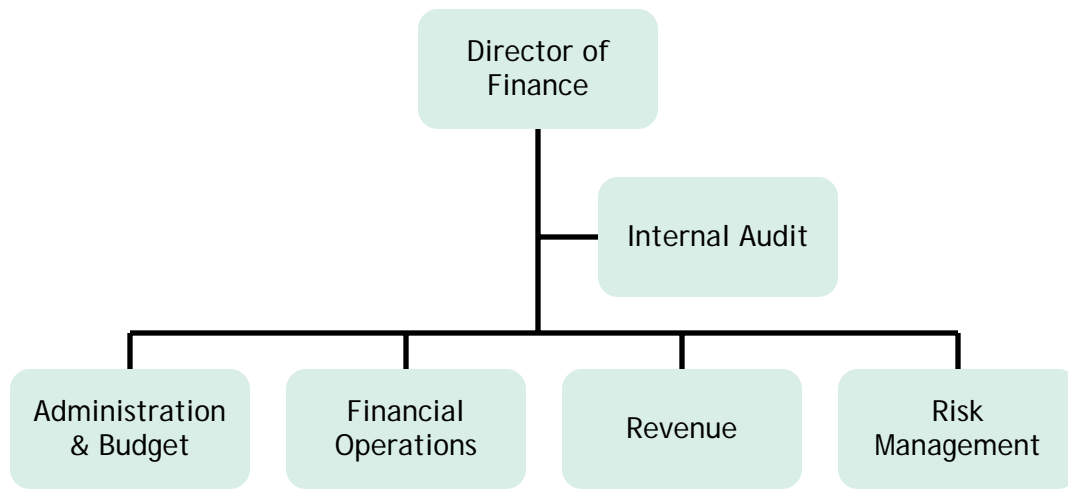 Director of
Finance
Internal Audit
Administration
& Budget
Financial
Operations
Revenue
Risk
Management